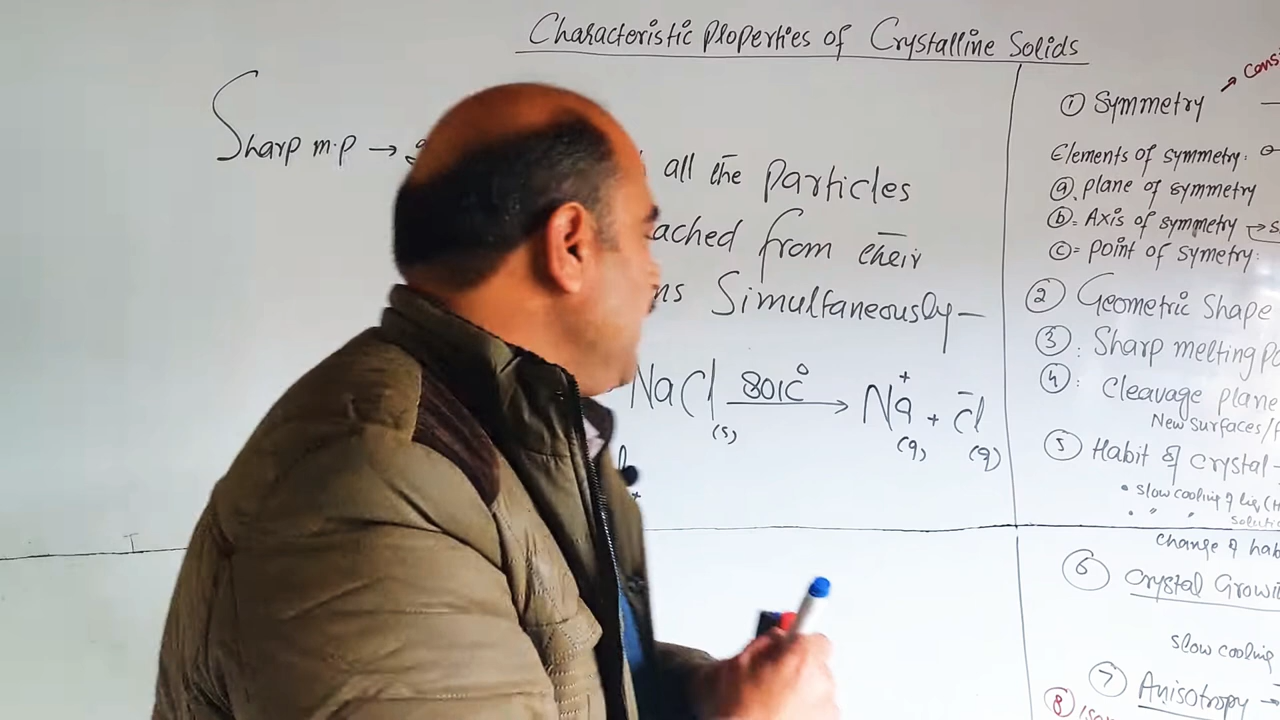 Characteristic Properties of Crystalline Solids
Sharp m.p →
all the Particles
ached from their
ns Simultaneously—
NaCl 801C° → Na⁺ + Cl⁻
(s) (g) (g)
① Symmetry
Elements of symmetry:
ⓐ. plane of symmetry
ⓑ= Axis of symmetry →
ⓒ= point of symetry:
② Geometric Shape
③: Sharp melting
④: Cleavage plane
New surfaces/
⑤ Habit of crystal -
• slow cooling of liq
• " "
change of hab
⑥ Crystal Grow
slow cooling
⑦ Anisotropy →
⑧